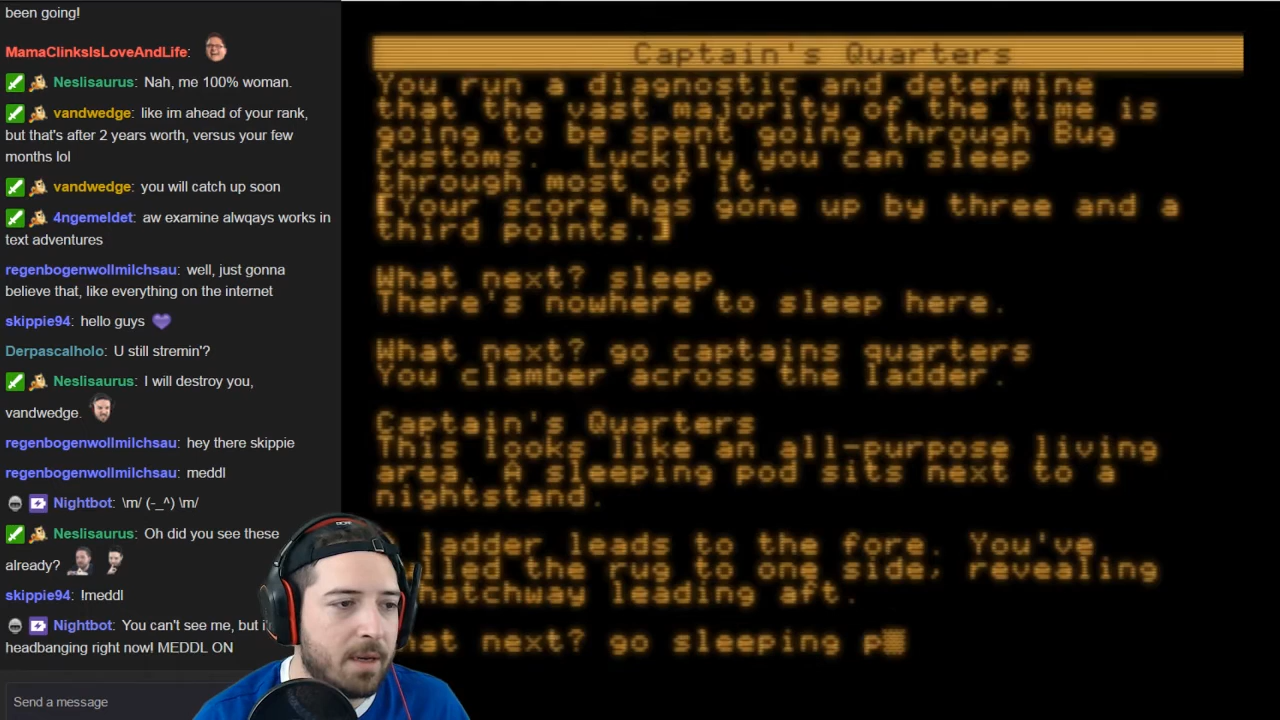 been going!
MamaClinksIsLoveAndLife:
Neslisaurus: Nah, me 100% woman.
vandwedge: like im ahead of your rank,
but that's after 2 years worth, versus your few
months lol
vandwedge: you will catch up soon
4ngemeldet: aw examine alwqays works in
text adventures
regenbogenwollmilchsau: well, just gonna
believe that, like everything on the internet
skippie94: hello guys
Derpascalholo: U still stremin'?
Neslisaurus: I will destroy you,
vandwedge.
regenbogenwollmilchsau: hey there skippie
regenbogenwollmilchsau: meddl
Nightbot: \m/ (-_^) \m/
Neslisaurus: Oh did you see these
already?
skippie94: !meddl
Nightbot: You can't see me, but
headbanging right now! MEDDL ON
Send a message
Captain's Quarters
You run a diagnostic and determine
that the vast majority of the time is
going to be spent going through Bug
Customs. Luckily you can sleep
through most of it.
[Your score has gone up by three and a
third points.]
What next? sleep
There's nowhere to sleep here.
What next? go captains quarters
You clamber across the ladder.
Captain's Quarters
This looks like an all-purpose living
area. A sleeping pod sits next to a
nightstand.
ladder leads to the fore. You've
the rug to one side, revealing
hatchway leading aft.
next? go sleeping p